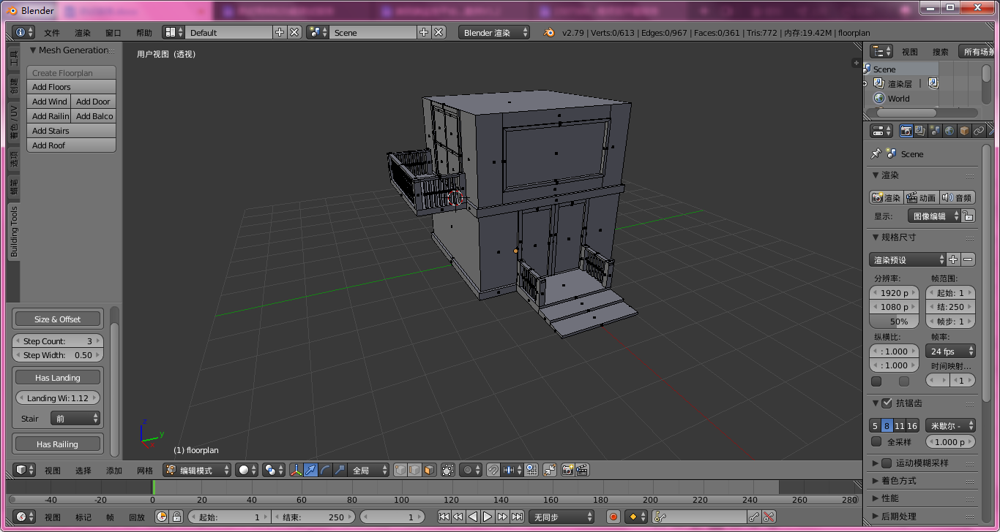 Blender
文件 渲染 窗口 帮助 Default Scene Blender 渲染 v2.79 | Verts:0/613 | Edges:0/967 | Faces:0/361 | Tris:772 | 内存:19.42M | floorplan
工具
创建
着色 / UV
选项
蜡笔
Building Tools
Mesh Generation
Create Floorplan
Add Floors
Add Wind Add Door
Add Railin Add Balco
Add Stairs
Add Roof
Size & Offset
Step Count: 3
Step Width: 0.50
Has Landing
Landing Wi: 1.12
Stair 前
Has Railing
用户视图 (透视)
z
y
(1) floorplan
视图 选择 添加 网格 编辑模式 全局
-40 -20 0 20 40 60 80 100 120 140 160 180 200 220 240 260 280
视图 标记 帧 回放 起始: 1 结束: 250 1 无同步
视图 搜索 所有场景
Scene
渲染层
World
Scene
渲染
渲染 动画 音频
显示: 图像编辑
规格尺寸
渲染预设
分辨率: 帧范围:
1920 p 起始: 1
1080 p 结:250
50% 帧步: 1
纵横比: 帧率:
: 1.000 24 fps
: 1.000 时间映射...
1
抗锯齿
5 8 11 16 米歇尔 -
全采样 1.000 p
运动模糊采样
着色方式
性能
后期处理